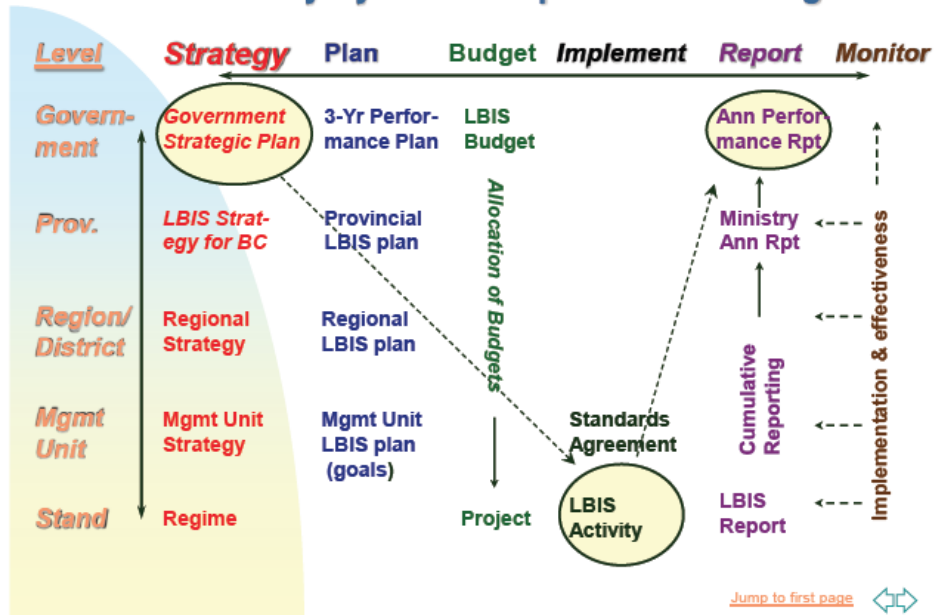 Level Strategy Plan Budget Implement Report Monitor
Govern-
ment
Government
Strategic Plan
3-Yr Perfor-
mance Plan
LBIS
Budget
Ann Perfor-
mance Rpt
Allocation of Budgets
Prov.
LBIS Strat-
egy for BC
Provincial
LBIS plan
Ministry
Ann Rpt
Implementation & effectiveness
Region/
District
Regional
Strategy
Regional
LBIS plan
Cumulative
Reporting
Mgmt
Unit
Mgmt Unit
Strategy
Mgmt Unit
LBIS plan
(goals)
Standards
Agreement
Stand
Regime
Project
LBIS
Activity
LBIS
Report
Jump to first page